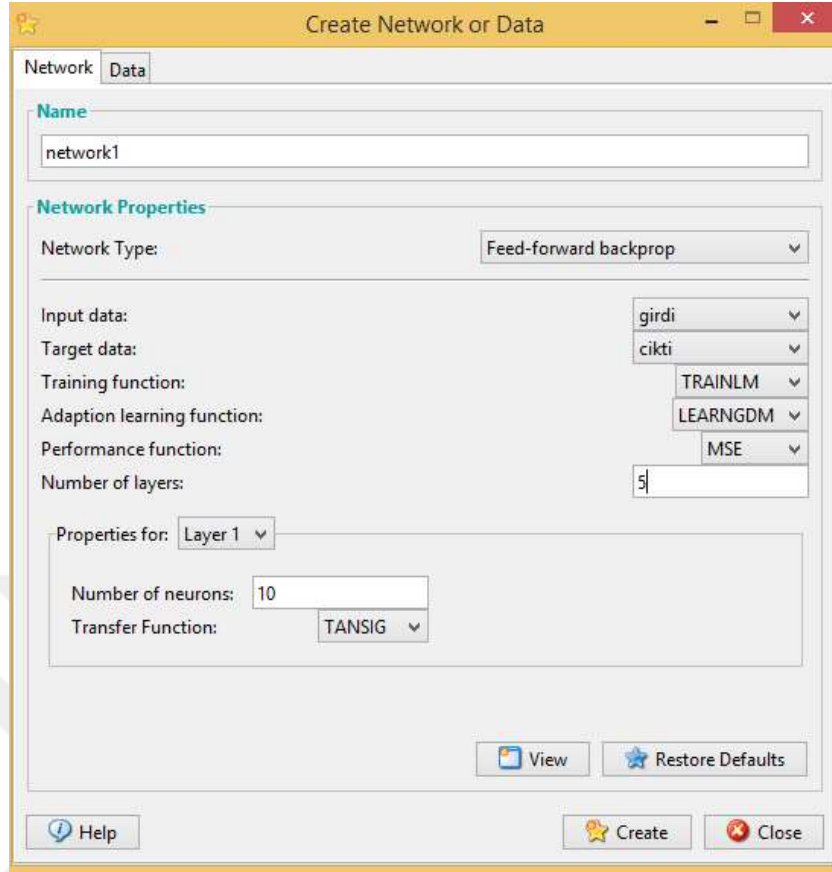 Create Network or Data
Network Data
Name
network1
Network Properties
Network Type: Feed-forward backprop
Input data: girdi
Target data: cikti
Training function: TRAINLM
Adaption learning function: LEARNGDM
Performance function: MSE
Number of layers: 5
Properties for: Layer 1
Number of neurons: 10
Transfer Function: TANSIG
View Restore Defaults
Help Create Close